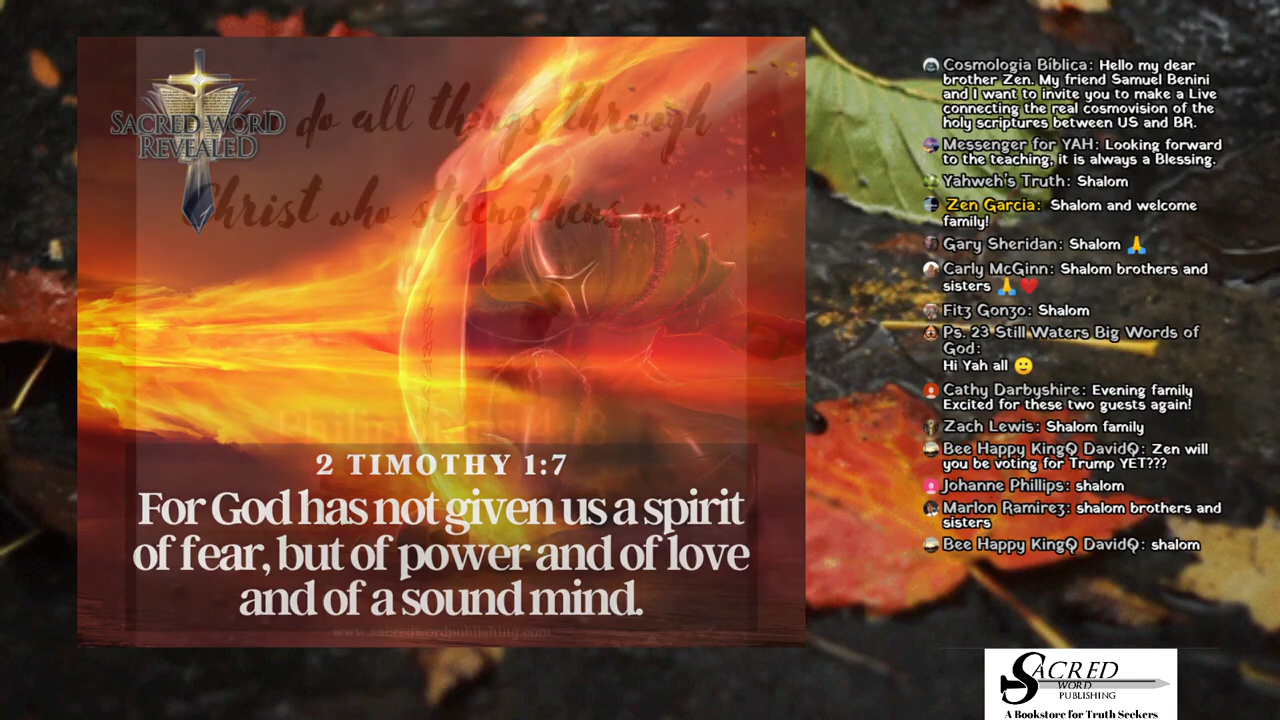 SACRED WORD
REVEALED
do all things through
Christ who strengthens me.
2 TIMOTHY 1:7
For God has not given us a spirit
of fear, but of power and of love
and of a sound mind.
www.sacredwordpublishing.com
Cosmologia Bíblica: Hello my dear
brother Zen. My friend Samuel Benini
and I want to invite you to make a Live
connecting the real cosmovision of the
holy scriptures between US and BR.
Messenger for YAH: Looking forward
to the teaching, it is always a Blessing.
Yahweh's Truth: Shalom
Zen Garcia: Shalom and welcome
family!
Gary Sheridan: Shalom 🙏
Carly McGinn: Shalom brothers and
sisters 🙏 ❤️
Fitz Gonzo: Shalom
Ps. 23 Still Waters Big Words of
God:
Hi Yah all 🙂
Cathy Darbyshire: Evening family
Excited for these two guests again!
Zach Lewis: Shalom family
Bee Happy KingQ DavidQ: Zen will
you be voting for Trump YET???
Johanne Phillips: shalom
Marlon Ramirez: shalom brothers and
sisters
Bee Happy KingQ DavidQ: shalom
SACRED
WORD
PUBLISHING
A Bookstore for Truth Seekers